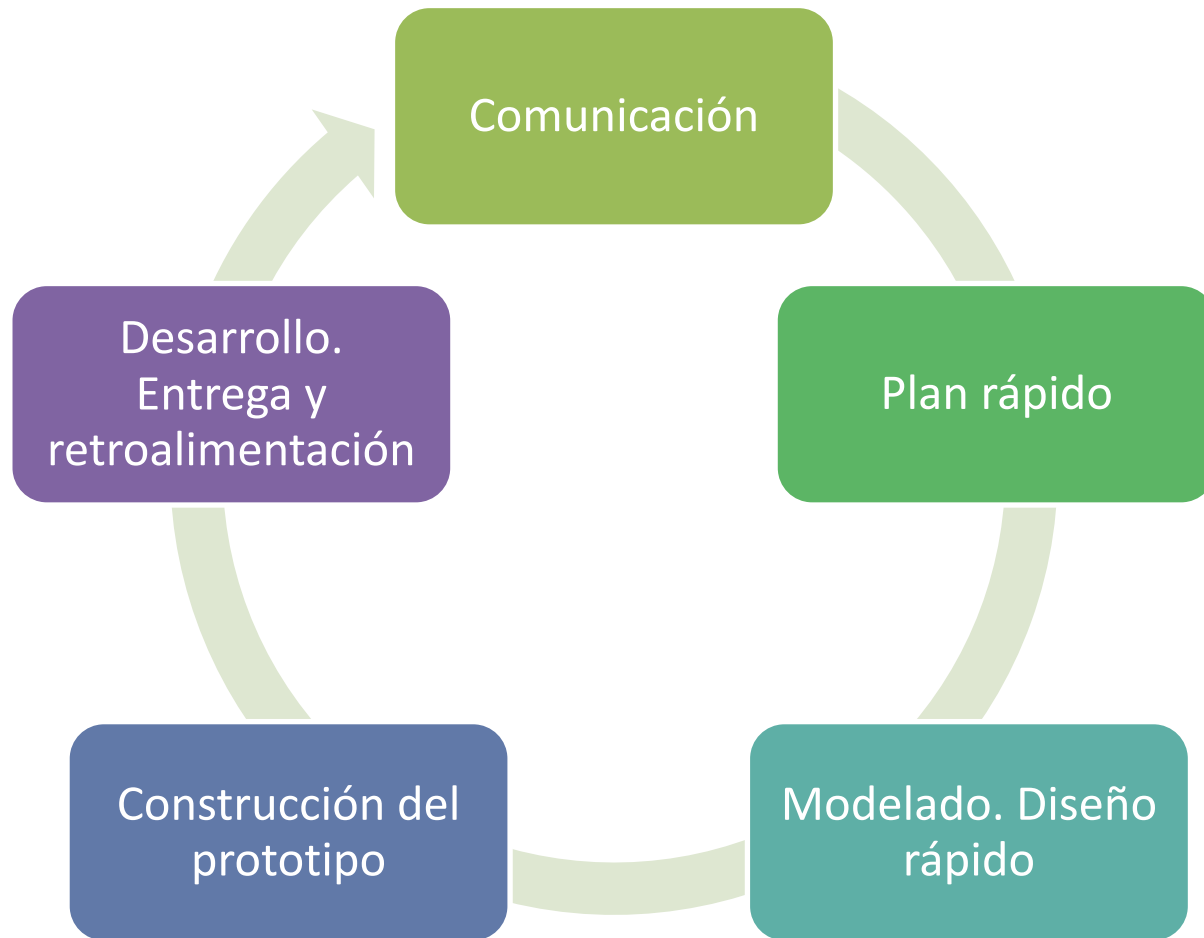 Comunicación
Plan rápido
Modelado. Diseño
rápido
Construcción del
prototipo
Desarrollo.
Entrega y
retroalimentación